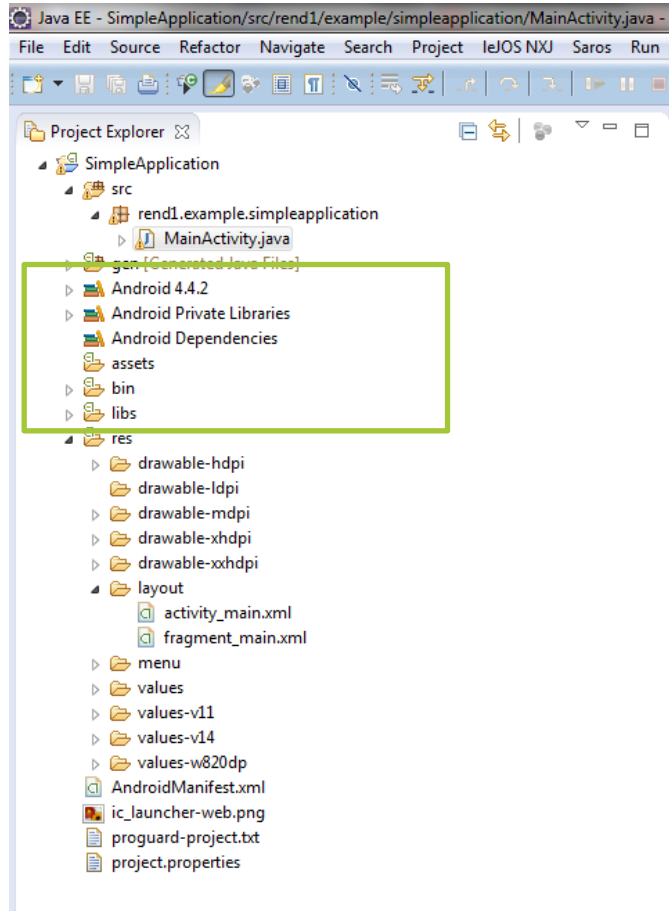 Java EE - SimpleApplication/src/rend1/example/simpleapplication/MainActivity.java -
File Edit Source Refactor Navigate Search Project leJOS NXJ Saros Run
Project Explorer
SimpleApplication
src
rend1.example.simpleapplication
MainActivity.java
gen [Generated Java Files]
Android 4.4.2
Android Private Libraries
Android Dependencies
assets
bin
libs
res
drawable-hdpi
drawable-ldpi
drawable-mdpi
drawable-xhdpi
drawable-xxhdpi
layout
activity_main.xml
fragment_main.xml
menu
values
values-v11
values-v14
values-w820dp
AndroidManifest.xml
ic_launcher-web.png
proguard-project.txt
project.properties